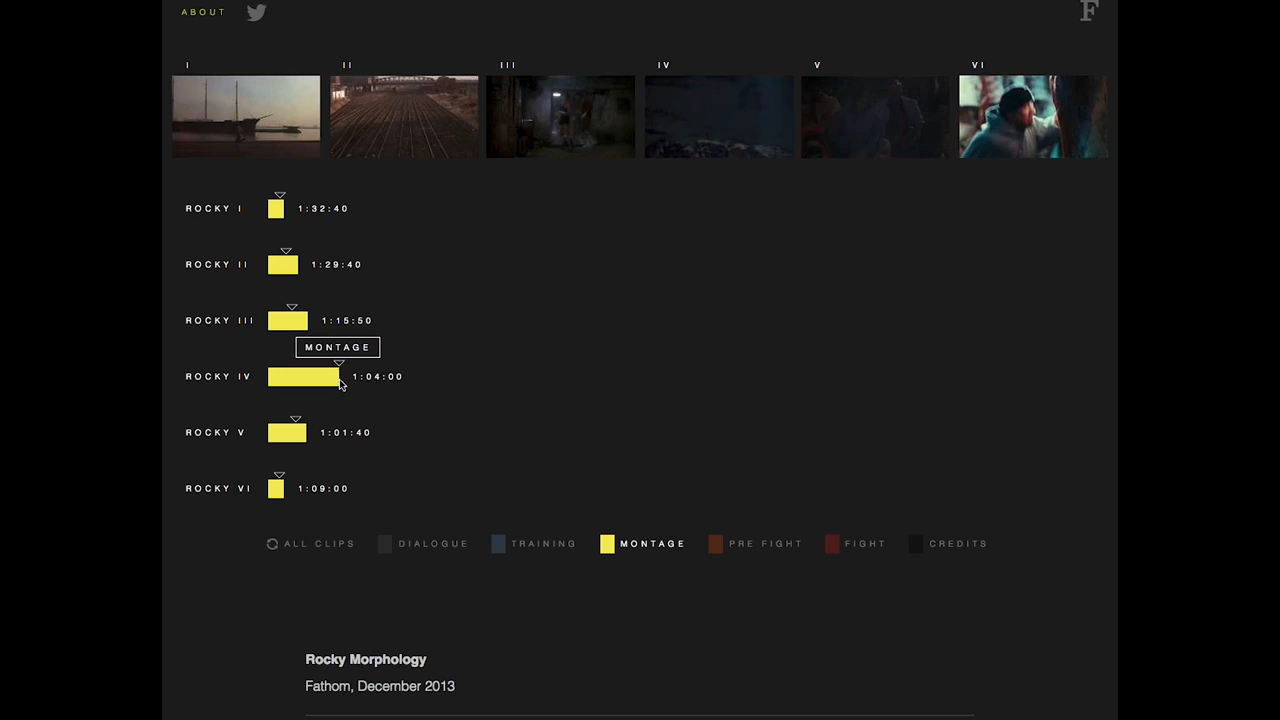 ABOUT
F
I II III IV V VI
ROCKY I 1:32:40
ROCKY II 1:29:40
ROCKY III 1:15:50
MONTAGE
ROCKY IV 1:04:00
ROCKY V 1:01:40
ROCKY VI 1:09:00
ALL CLIPS DIALOGUE TRAINING MONTAGE PRE FIGHT FIGHT CREDITS
Rocky Morphology
Fathom, December 2013